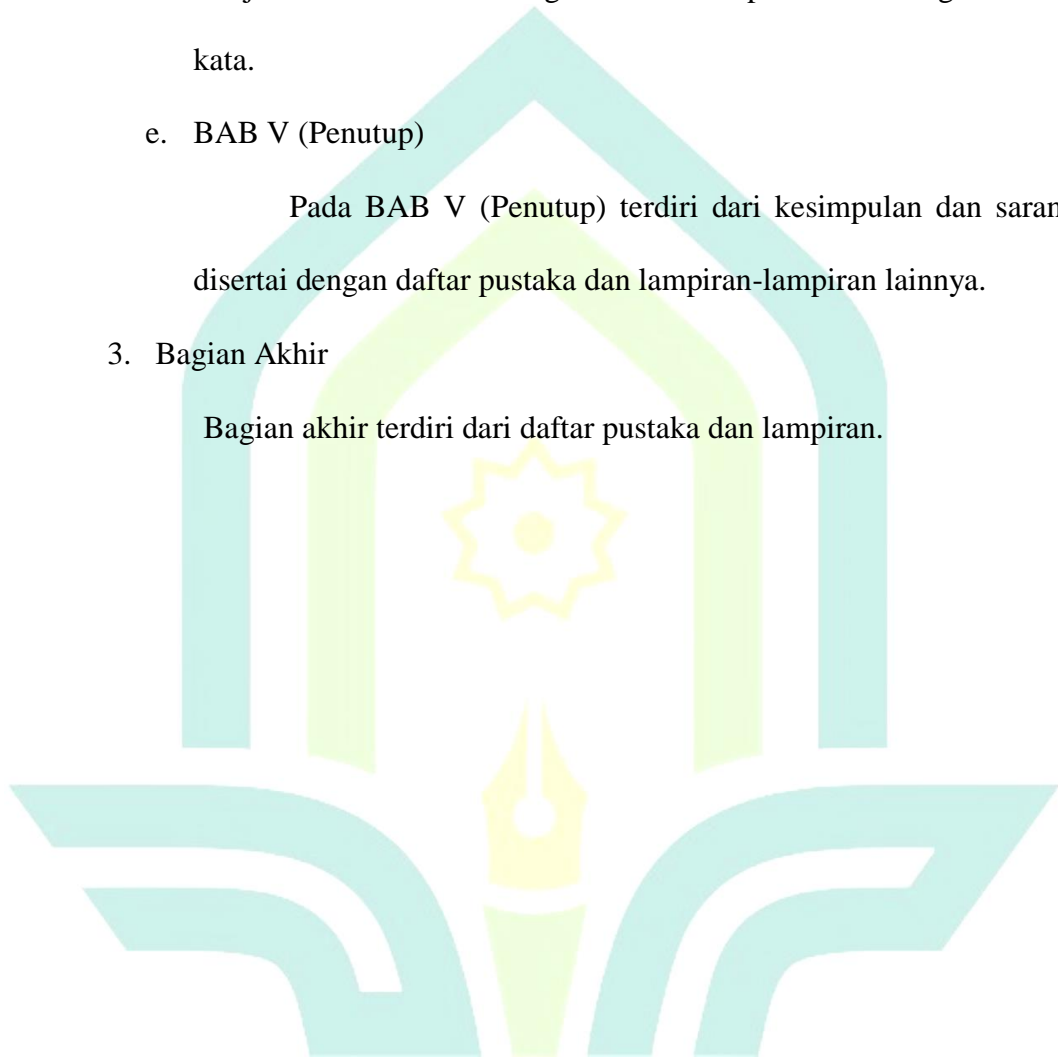 kata.
e. BAB V (Penutup)
Pada BAB V (Penutup) terdiri dari kesimpulan dan saran
disertai dengan daftar pustaka dan lampiran-lampiran lainnya.
3. Bagian Akhir
Bagian akhir terdiri dari daftar pustaka dan lampiran.